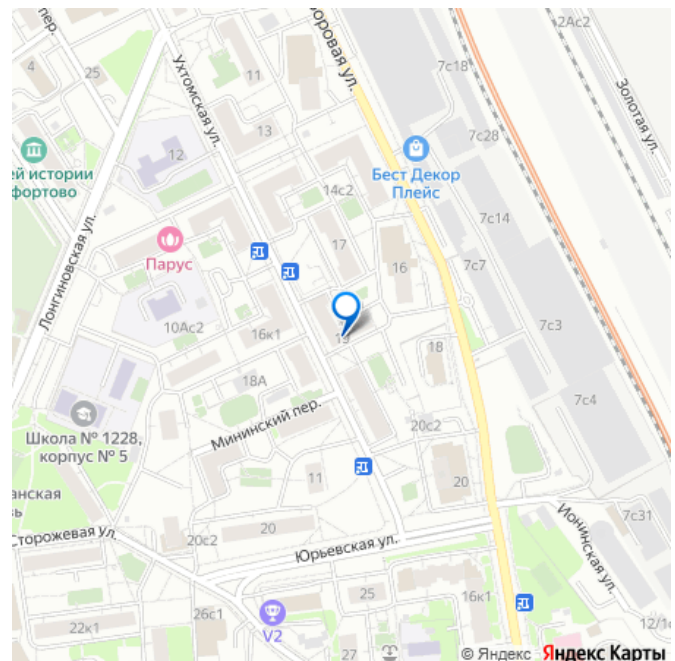 пер.
4
25
Ухтомская ул.
11
7с18
2Ас2
Золотая ул.
13
12
7с28
ей истории
фортово
Бест Декор
Плейс
14с2
7с14
Лонгиновская ул.
Парус
17
16
7с7
10Ас2
16к1
7с3
18
18А
7с4
Мининский пер.
20с2
Школа № 1228,
корпус № 5
11
20
анская
7с31
Сторожевая ул.
20
20с2
Юрьевская ул.
Ионинская ул.
25
16к1
26с1
V2
22к1
27
12/1
© Яндекс
Яндекс Карты